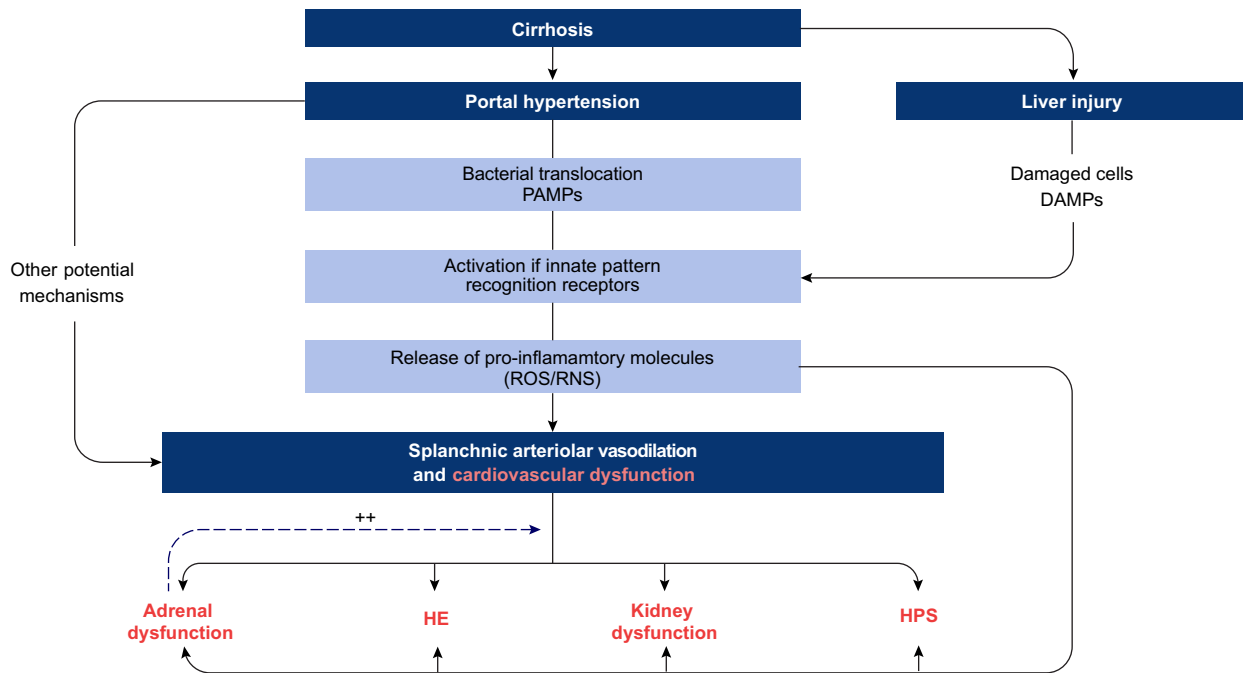 Cirrhosis
Portal hypertension
Liver injury
Bacterial translocation
PAMPs
Damaged cells
DAMPs
Other potential
mechanisms
Activation if innate pattern
recognition receptors
Release of pro-inflamamtory molecules
(ROS/RNS)
Splanchnic arteriolar vasodilation
and cardiovascular dysfunction
++
Adrenal
dysfunction
HE
Kidney
dysfunction
HPS